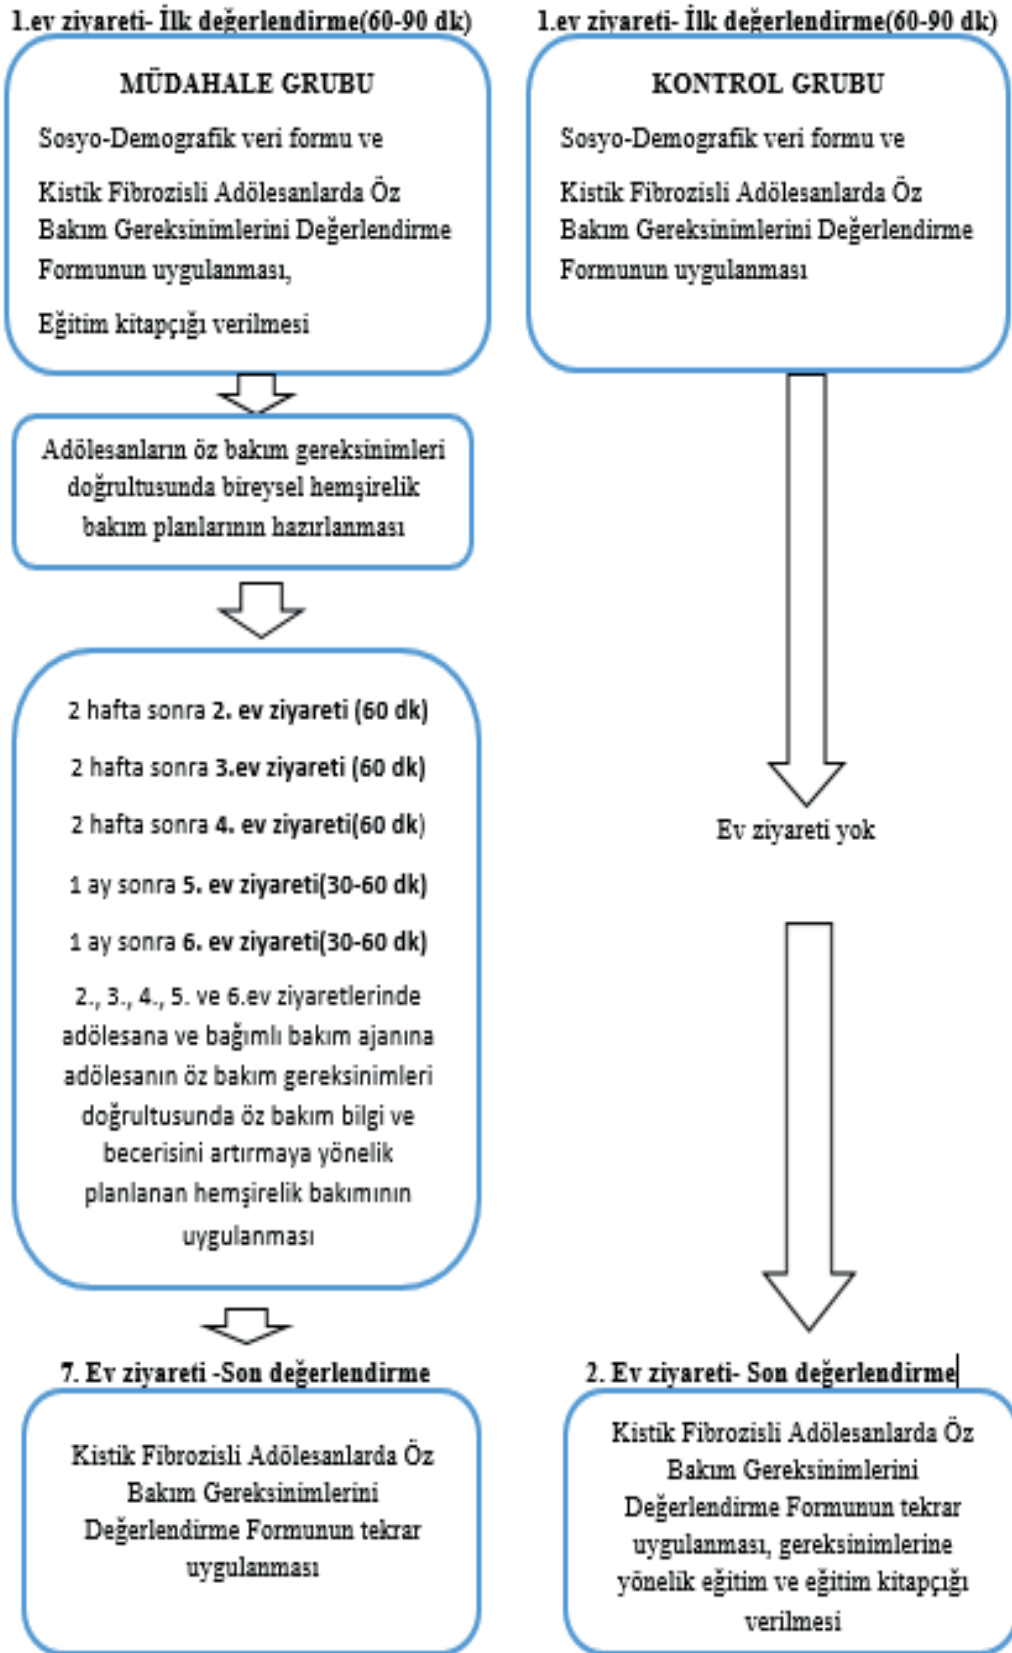 1.ev ziyareti- İlk değerlendirme(60-90 dk)
MÜDAHALE GRUBU
Sosyo-Demografik veri formu ve
Kistik Fibrozisli Adölesanlarda Öz
Bakım Gereksinimlerini Değerlendirme
Formunun uygulanması,
Eğitim kitapçığı verilmesi
Adölesanların öz bakım gereksinimleri
doğrultusunda bireysel hemşirelik
bakım planlarının hazırlanması
2 hafta sonra 2. ev ziyareti (60 dk)
2 hafta sonra 3.ev ziyareti (60 dk)
2 hafta sonra 4. ev ziyareti(60 dk)
1 ay sonra 5. ev ziyareti(30-60 dk)
1 ay sonra 6. ev ziyareti(30-60 dk)
2., 3., 4., 5. ve 6.ev ziyaretlerinde
adölesana ve bağımlı bakım ajanına
adölesanın öz bakım gereksinimleri
doğrultusunda öz bakım bilgi ve
becerisini artırmaya yönelik
planlanan hemşirelik bakımının
uygulanması
7. Ev ziyareti -Son değerlendirme
Kistik Fibrozisli Adölesanlarda Öz
Bakım Gereksinimlerini
Değerlendirme Formunun tekrar
uygulanması
1.ev ziyareti- İlk değerlendirme(60-90 dk)
KONTROL GRUBU
Sosyo-Demografik veri formu ve
Kistik Fibrozisli Adölesanlarda Öz
Bakım Gereksinimlerini Değerlendirme
Formunun uygulanması
Ev ziyareti yok
2. Ev ziyareti- Son değerlendirme
Kistik Fibrozisli Adölesanlarda Öz
Bakım Gereksinimlerini
Değerlendirme Formunun tekrar
uygulanması, gereksinimlerine
yönelik eğitim ve eğitim kitapçığı
verilmesi